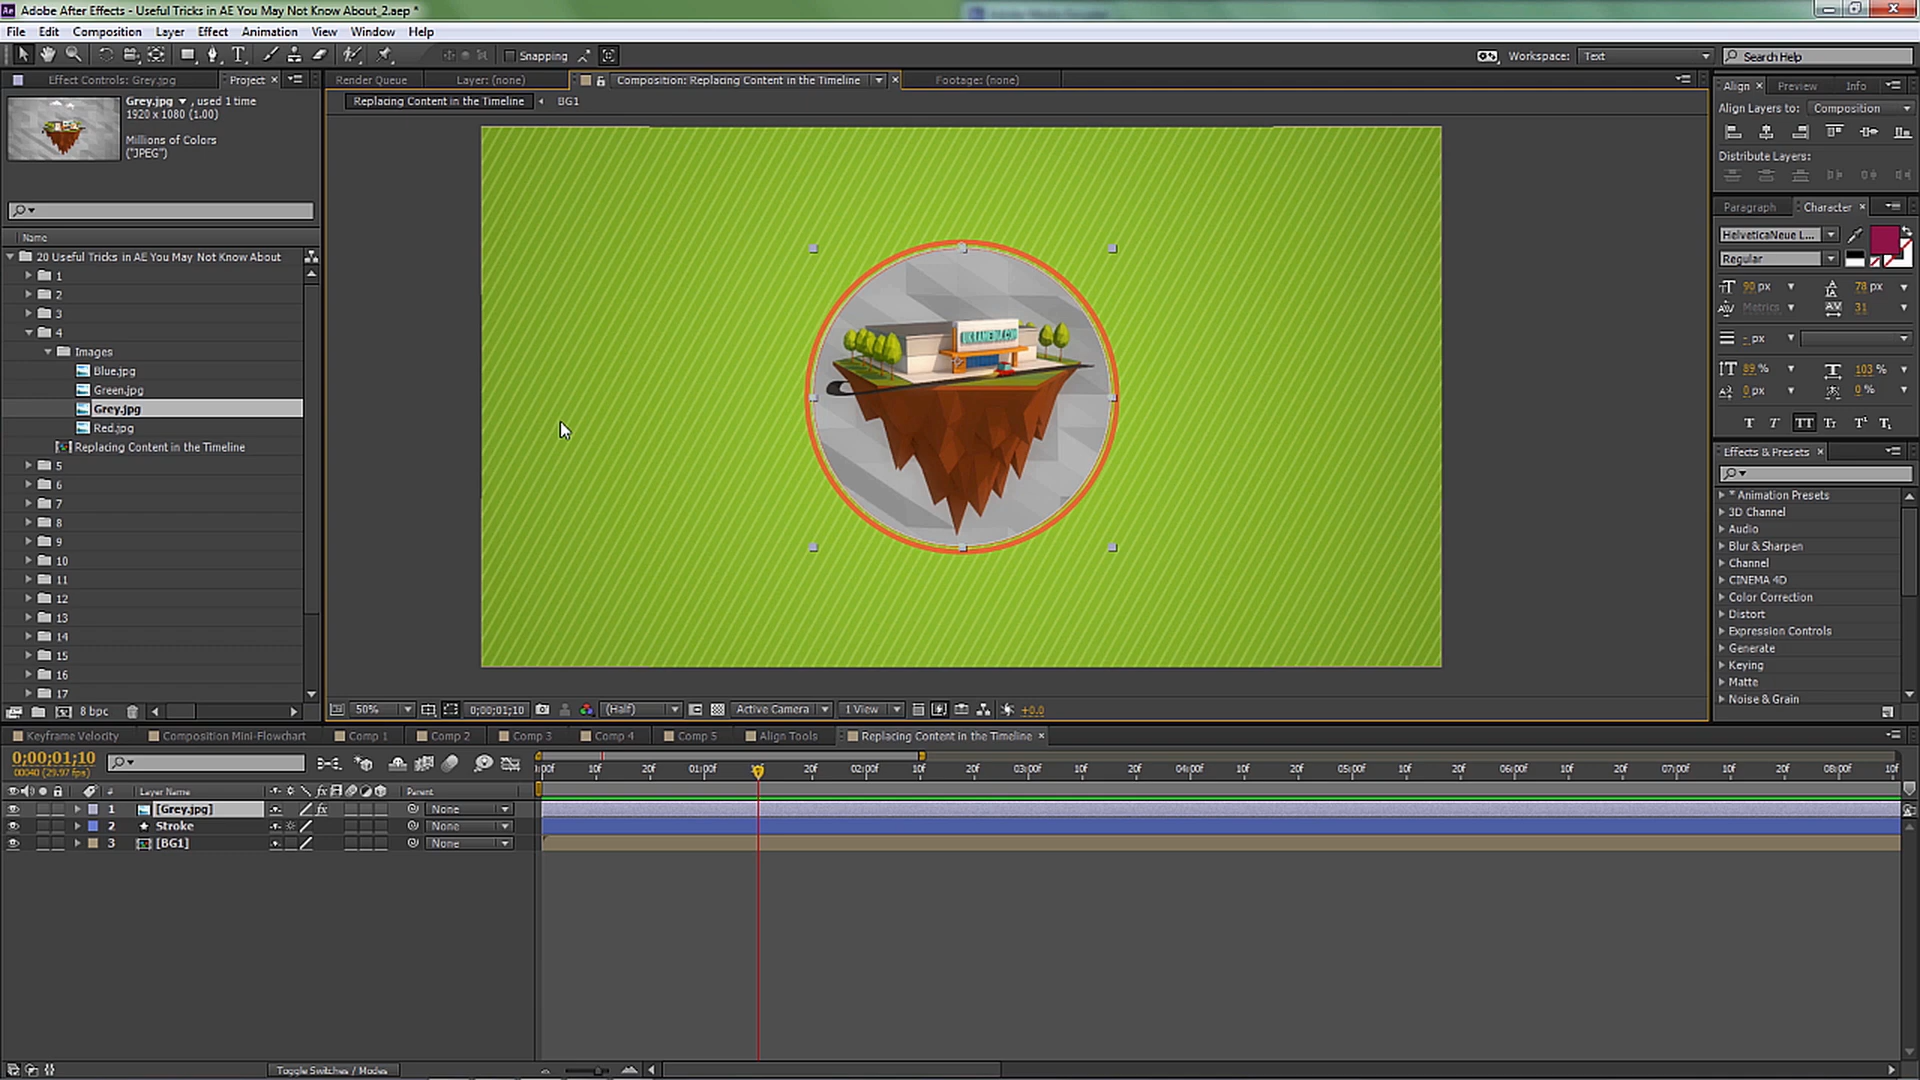 Adobe After Effects - Useful Tricks in AE You May Not Know About_2.aep *
File Edit Composition Layer Effect Animation View Window Help
Snapping
Workspace: Text
Search Help
Effect Controls: Grey.jpg Project
Render Queue Layer: (none) Composition: Replacing Content in the Timeline Footage: (none)
Replacing Content in the Timeline BG1
Grey.jpg , used 1 time
1920 x 1080 (1.00)
Millions of Colors
("JPEG")
Name
20 Useful Tricks in AE You May Not Know About
1
2
3
4
Images
Blue.jpg
Green.jpg
Grey.jpg
Red.jpg
Replacing Content in the Timeline
5
6
7
8
9
10
11
12
13
14
15
16
17
8 bpc
50% 0;00;01;10 (Half) Active Camera 1 View +0.0
Align Preview Info
Align Layers to: Composition
Distribute Layers:
Paragraph Character
HelveticaNeue L...
Regular
90 px 78 px
Metrics 31
- px
89 % 103 %
0 px 0 %
Effects & Presets
* Animation Presets
3D Channel
Audio
Blur & Sharpen
Channel
CINEMA 4D
Color Correction
Distort
Expression Controls
Generate
Keying
Matte
Noise & Grain
Keyframe Velocity Composition Mini-Flowchart Comp 1 Comp 2 Comp 3 Comp 4 Comp 5 Align Tools Replacing Content in the Timeline
0;00;01;10
00040 (29.97 fps)
10f 20f 01:00f 20f 02:00f 10f 20f 03:00f 10f 20f 04:00f 10f 20f 05:00f 10f 20f 06:00f 10f 20f 07:00f 10f 20f 08:00f 10f
# Layer Name Parent
1 [Grey.jpg] fx None
2 Stroke None
3 [BG1] None
Toggle Switches / Modes